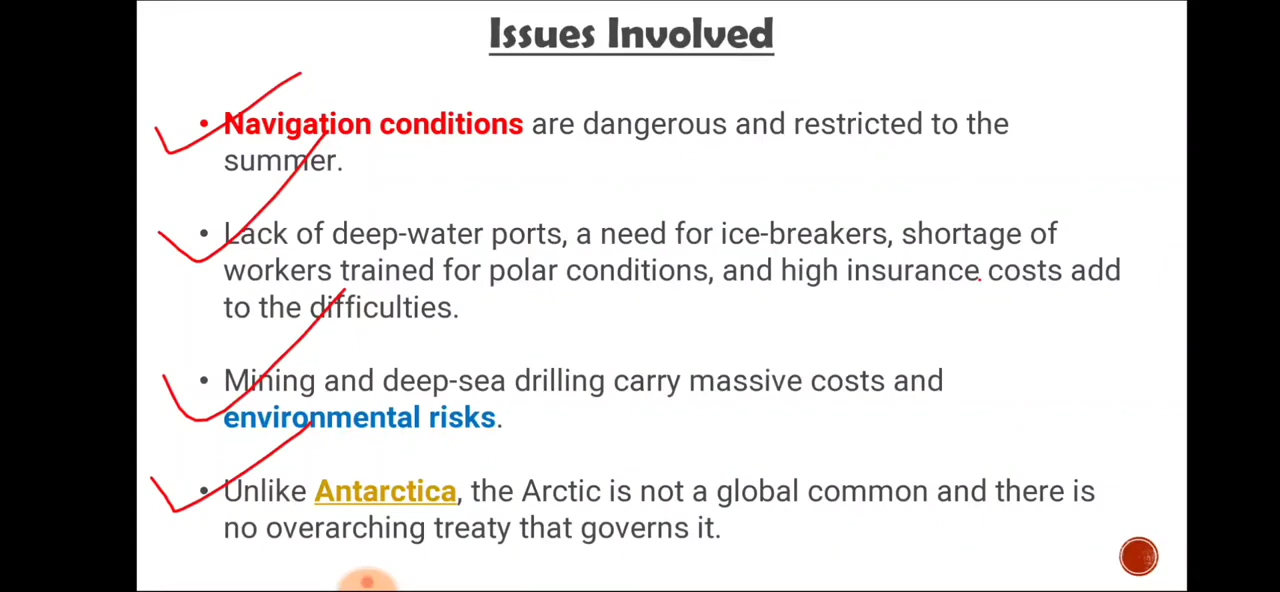 Issues Involved
• Navigation conditions are dangerous and restricted to the
summer.
• Lack of deep-water ports, a need for ice-breakers, shortage of
workers trained for polar conditions, and high insurance costs add
to the difficulties.
• Mining and deep-sea drilling carry massive costs and
environmental risks.
• Unlike Antarctica, the Arctic is not a global common and there is
no overarching treaty that governs it.